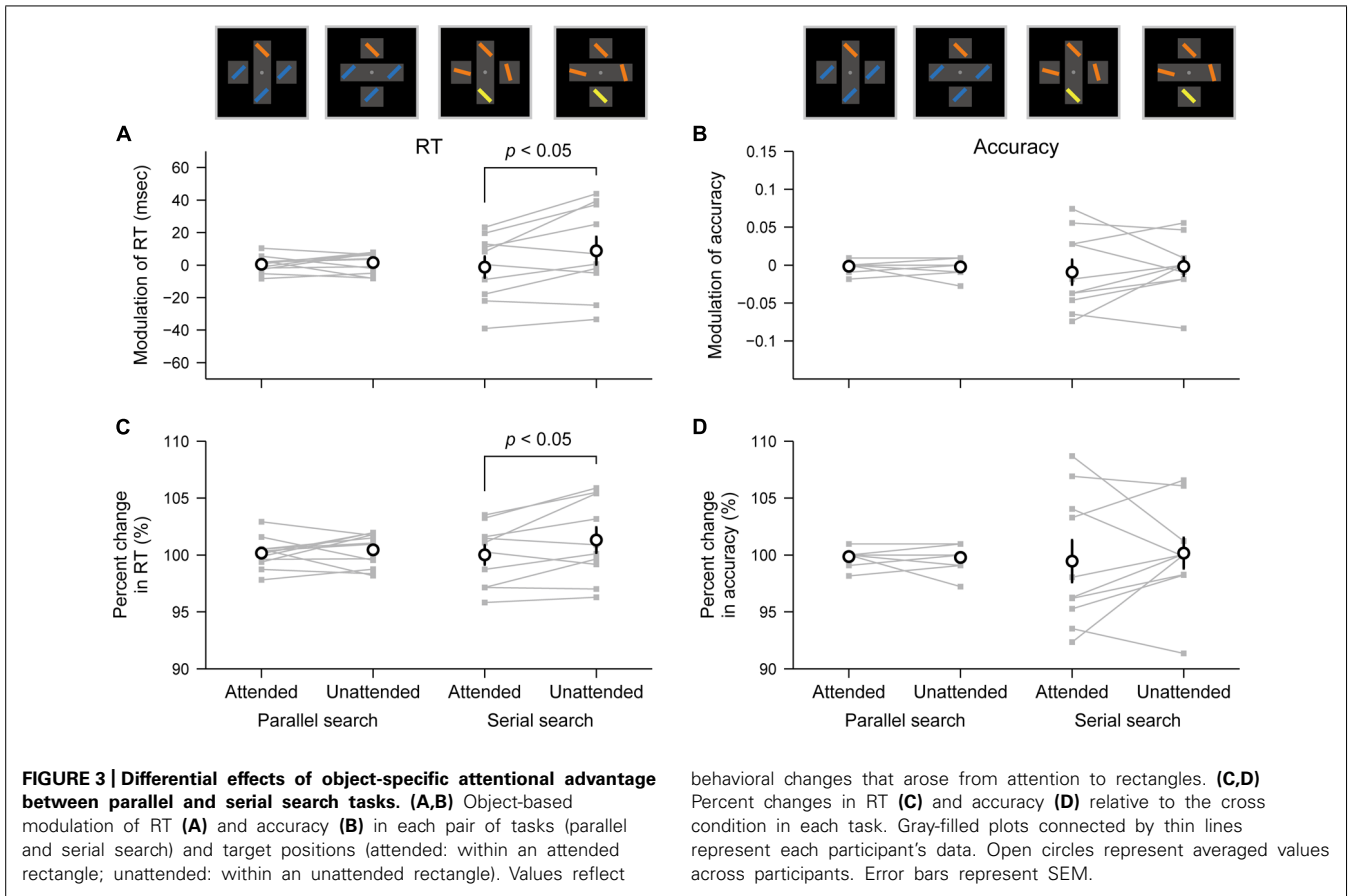 A
RT
p < 0.05
Modulation of RT (msec)
60
40
20
0
−20
−40
−60
B
Accuracy
Modulation of accuracy
0.15
0.1
0.05
0
−0.05
−0.1
C
p < 0.05
Percent change
in RT (%)
110
105
100
95
90
Attended Unattended Attended Unattended
Parallel search Serial search
D
Percent change
in accuracy (%)
110
105
100
95
90
Attended Unattended Attended Unattended
Parallel search Serial search
FIGURE 3 | Differential effects of object-specific attentional advantage
between parallel and serial search tasks. (A,B) Object-based
modulation of RT (A) and accuracy (B) in each pair of tasks (parallel
and serial search) and target positions (attended: within an attended
rectangle; unattended: within an unattended rectangle). Values reflect
behavioral changes that arose from attention to rectangles. (C,D)
Percent changes in RT (C) and accuracy (D) relative to the cross
condition in each task. Gray-filled plots connected by thin lines
represent each participant's data. Open circles represent averaged values
across participants. Error bars represent SEM.